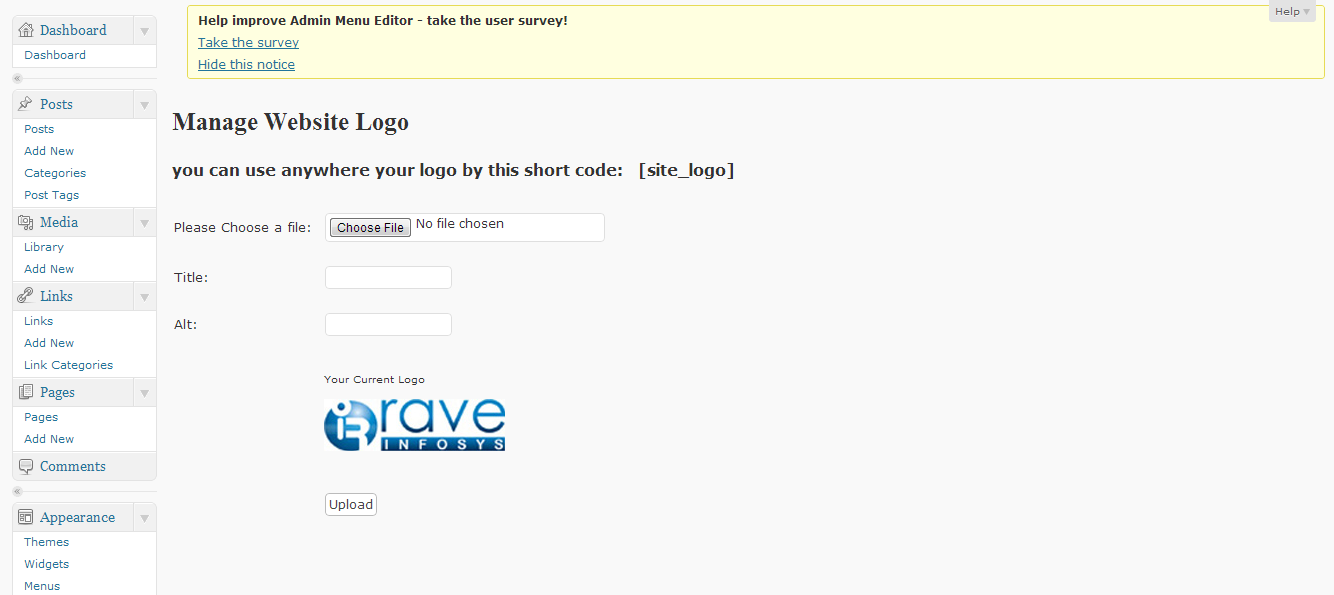 Dashboard
Dashboard
Posts
Posts
Add New
Categories
Post Tags
Media
Library
Add New
Links
Links
Add New
Link Categories
Pages
Pages
Add New
Comments
Appearance
Themes
Widgets
Menus
Help
Help improve Admin Menu Editor - take the user survey!
Take the survey
Hide this notice
Manage Website Logo
you can use anywhere your logo by this short code: [site_logo]
Please Choose a file: Choose File No file chosen
Title:
Alt:
Your Current Logo
rave
INFOSYS
Upload